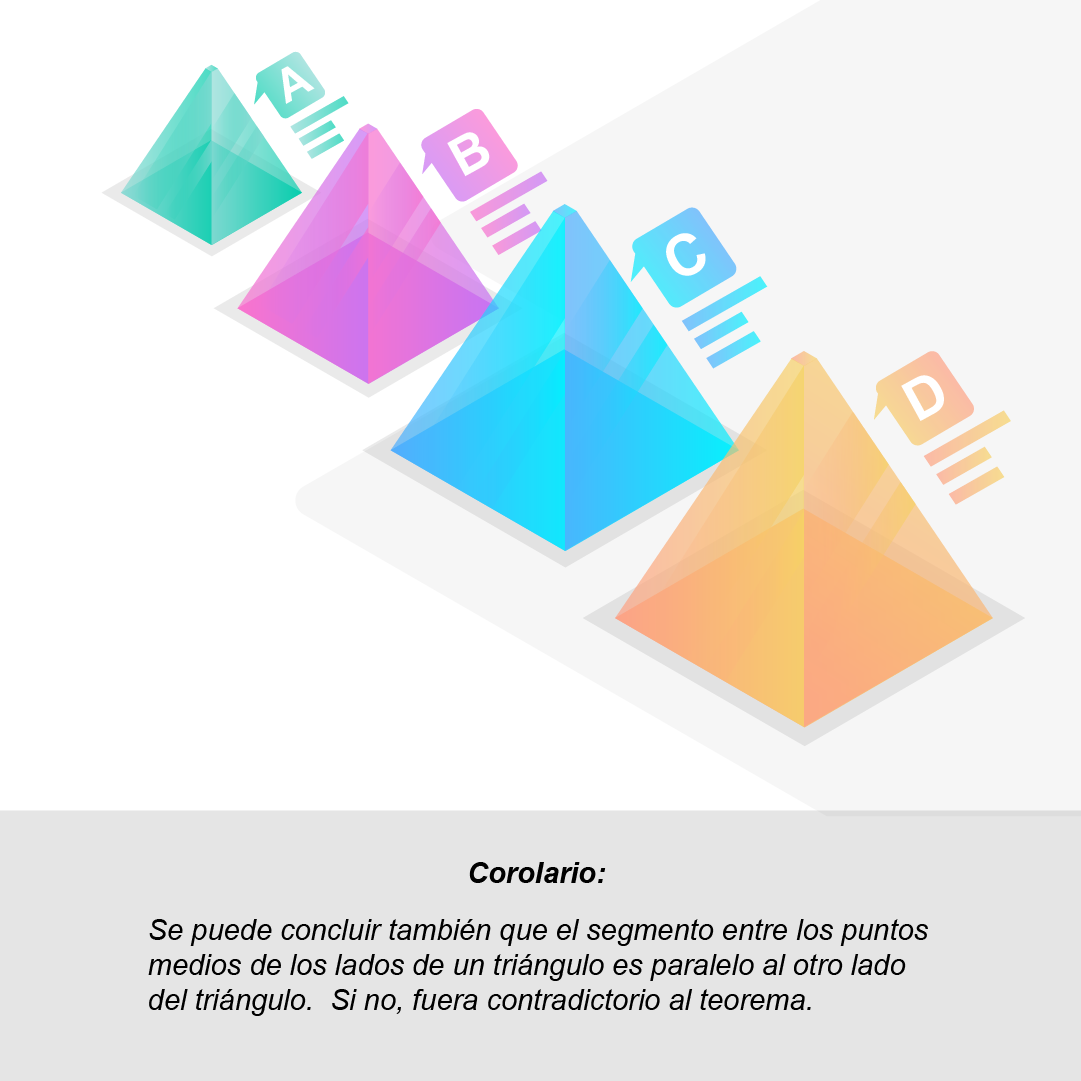 A
B
C
D
Corolario:
Se puede concluir también que el segmento entre los puntos
medios de los lados de un triángulo es paralelo al otro lado
del triángulo.  Si no, fuera contradictorio al teorema.